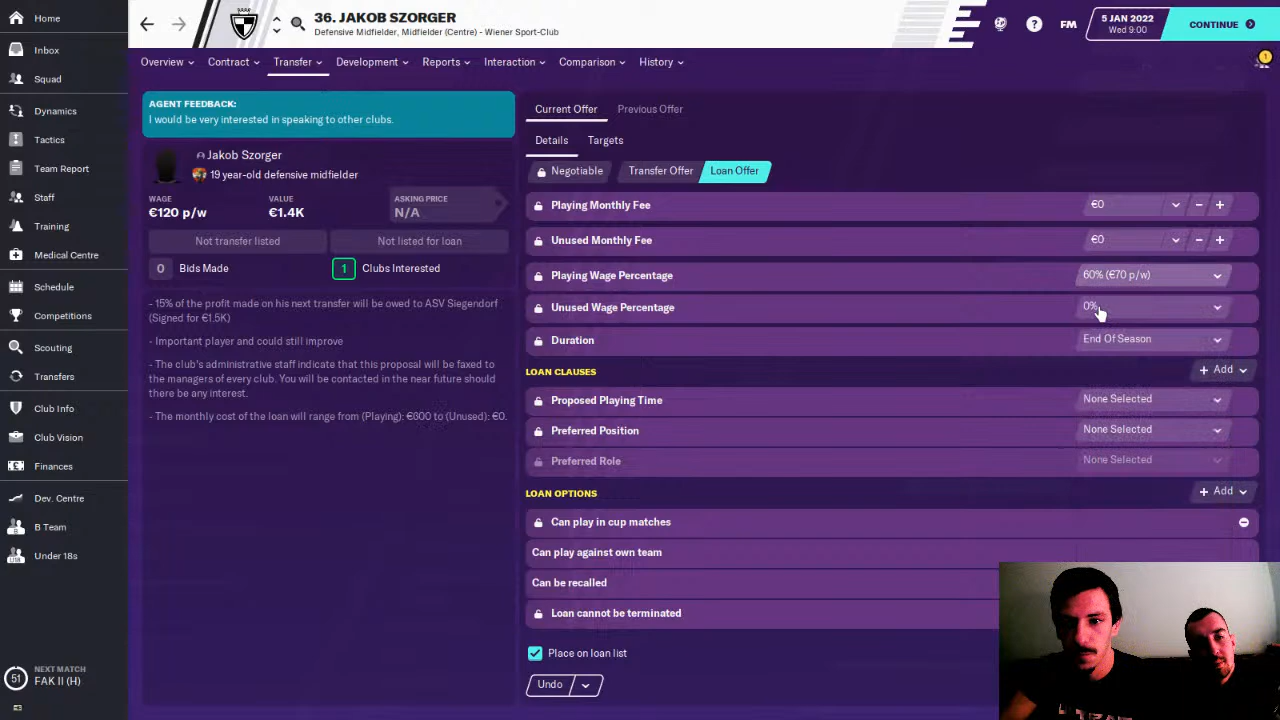 Home
Inbox
Squad
Dynamics
Tactics
Team Report
Staff
Training
Medical Centre
Schedule
Competitions
Scouting
Transfers
Club Info
Club Vision
Finances
Dev. Centre
B Team
Under 18s
51
NEXT MATCH
FAK II (H)
36. JAKOB SZORGER
Defensive Midfielder, Midfielder (Centre) - Wiener Sport-Club
FM
5 JAN 2022
Wed 9:00
CONTINUE
1
Overview
Contract
Transfer
Development
Reports
Interaction
Comparison
History
AGENT FEEDBACK:
I would be very interested in speaking to other clubs.
Jakob Szorger
19 year-old defensive midfielder
WAGE
€120 p/w
VALUE
€1.4K
ASKING PRICE
N/A
Not transfer listed
Not listed for loan
0 Bids Made
1 Clubs Interested
- 15% of the profit made on his next transfer will be owed to ASV Siegendorf
(Signed for €1.5K)
- Important player and could still improve
- The club's administrative staff indicate that this proposal will be faxed to
the managers of every club. You will be contacted in the near future should
there be any interest.
- The monthly cost of the loan will range from (Playing): €300 to (Unused): €0.
Current Offer
Previous Offer
Details
Targets
Negotiable
Transfer Offer
Loan Offer
Playing Monthly Fee €0
Unused Monthly Fee €0
Playing Wage Percentage 60% (€70 p/w)
Unused Wage Percentage 0%
Duration End Of Season
LOAN CLAUSES + Add
Proposed Playing Time None Selected
Preferred Position None Selected
Preferred Role None Selected
LOAN OPTIONS + Add
Can play in cup matches
Can play against own team
Can be recalled
Loan cannot be terminated
Place on loan list
Undo